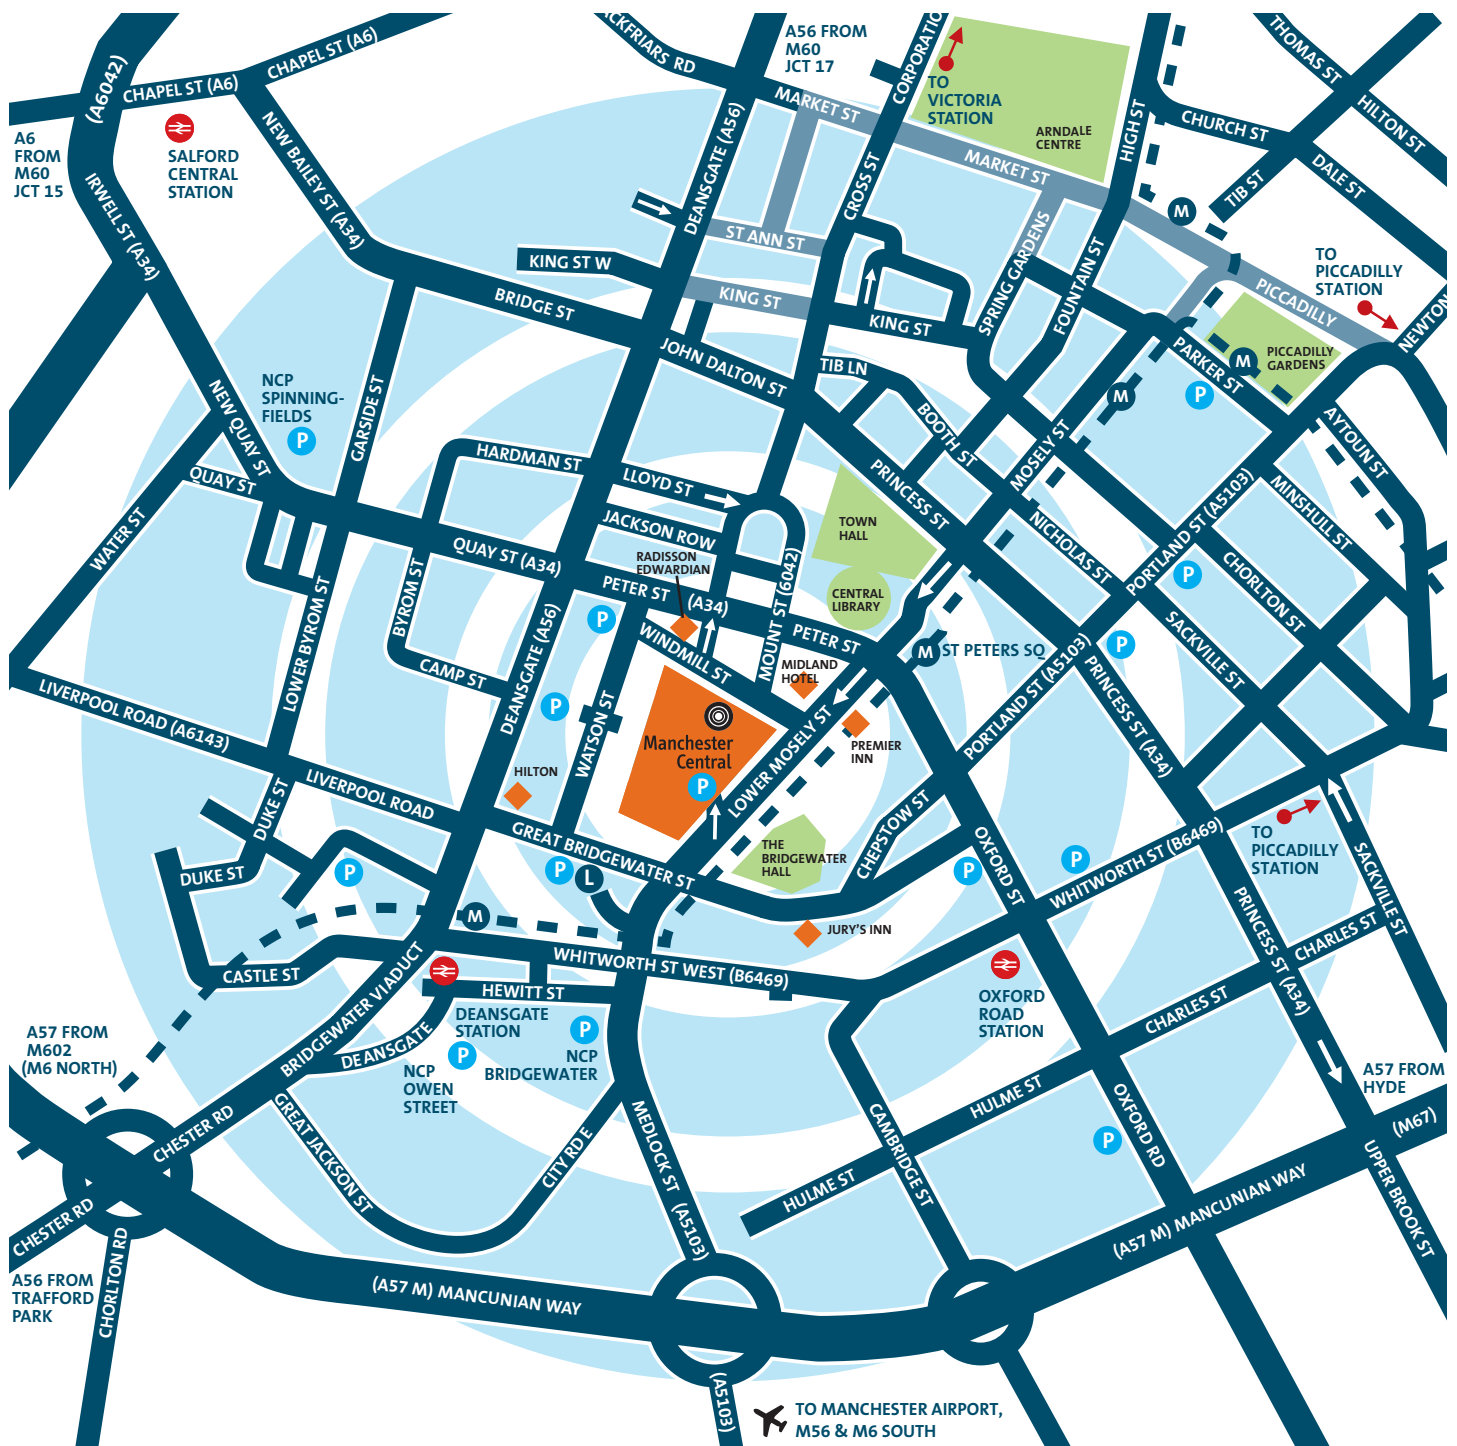 CHAPEL ST (A6)
CHAPEL ST (A6)
(A6042)
A6
FROM
M60
JCT 15
SALFORD
CENTRAL
STATION
NEW BAILEY ST (A34)
IRWELL ST (A34)
RD
A56 FROM
M60
JCT 17
DEANSGATE (A56)
MARKET ST
MARKET ST
TO
VICTORIA
STATION
ARNDALE
CENTRE
HIGH ST
CHURCH ST
THOMAS ST
HILTON ST
DALE ST
TIB ST
M
CROSS ST
ST ANN ST
KING ST W
KING ST
KING ST
SPRING GARDENS
FOUNTAIN ST
PICCADILLY
TO
PICCADILLY
STATION
BRIDGE ST
JOHN DALTON ST
TIB LN
BOOTH ST
MOSELY ST
M
PARKER ST
M
PICCADILLY
GARDENS
P
AYTOUN ST
NCP
SPINNING-
FIELDS
P
NEW QUAY ST
GARSIDE ST
QUAY ST
WATER ST
HARDMAN ST
LLOYD ST
JACKSON ROW
RADISSON
EDWARDIAN
PRINCESS ST
TOWN
HALL
CENTRAL
LIBRARY
NICHOLAS ST
PORTLAND ST (A5103)
MINSHULL ST
CHORLTON ST
P
SACKVILLE ST
QUAY ST (A34)
BYROM ST
CAMP ST
LOWER BYROM ST
PETER ST (A34)
PETER ST
WINDMILL ST
MOUNT ST (6042)
MIDLAND
HOTEL
M
ST PETERS SQ
P
P
PORTLAND ST (A5103)
PRINCESS ST (A34)
DEANSGATE (A56)
P
WATSON ST
Manchester
Central
P
HILTON
LOWER MOSELY ST
PREMIER
INN
LIVERPOOL ROAD (A6143)
LIVERPOOL ROAD
DUKE ST
DUKE ST
P
GREAT BRIDGEWATER ST
P
L
THE
BRIDGEWATER
HALL
CHEPSTOW ST
OXFORD ST
P
P
WHITWORTH ST (B6469)
TO
PICCADILLY
STATION
SACKVILLE ST
PRINCESS ST (A34)
CHARLES ST
CHARLES ST
JURY'S INN
M
CASTLE ST
WHITWORTH ST WEST (B6469)
HEWITT ST
DEANSGATE
STATION
OXFORD
ROAD
STATION
BRIDGEWATER VIADUCT
DEANSGATE
P
NCP
OWEN
STREET
P
NCP
BRIDGEWATER
A57 FROM
M602
(M6 NORTH)
A57 FROM
HYDE
(M67)
CHESTER RD
GREAT JACKSON ST
CITY RD E
MEDLOCK ST (A5103)
HULME ST
HULME ST
CAMBRIDGE ST
OXFORD RD
P
UPPER BROOK ST
(A57 M) MANCUNIAN WAY
CHESTER RD
CHORLTON RD
A56 FROM
TRAFFORD
PARK
(A57 M) MANCUNIAN WAY
(A5103)
TO MANCHESTER AIRPORT,
M56 & M6 SOUTH